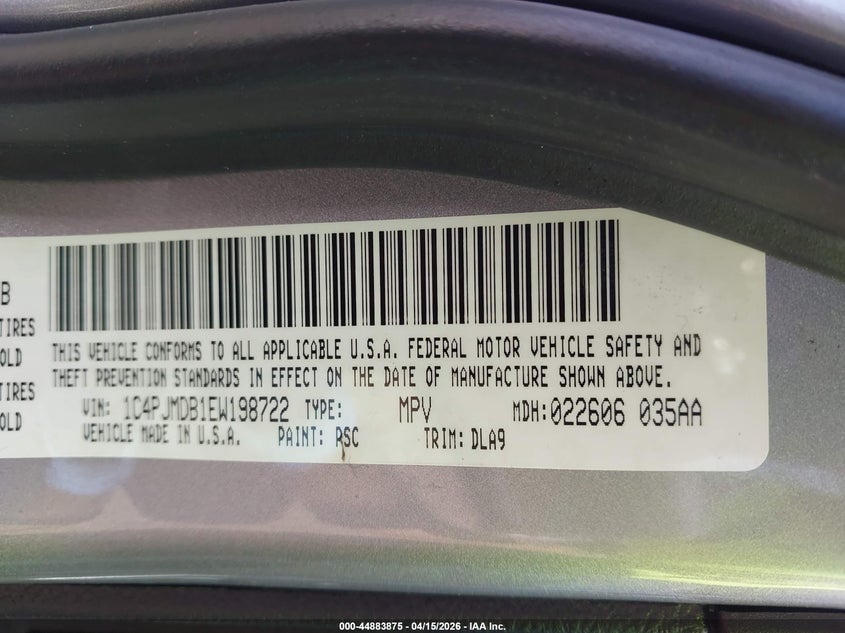 B
TIRES
OLD
TIRES
OLD
THIS VEHICLE CONFORMS TO ALL APPLICABLE U.S.A. FEDERAL MOTOR VEHICLE SAFETY AND
THEFT PREVENTION STANDARDS IN EFFECT ON THE DATE OF MANUFACTURE SHOWN ABOVE.
VIN: 1C4PJMDB1EW198722 TYPE: MPV MDH:022606 035AA
VEHICLE MADE IN U.S.A. PAINT: RSC TRIM: DLA9
000-44883875 - 04/15/2026 - IAA Inc.